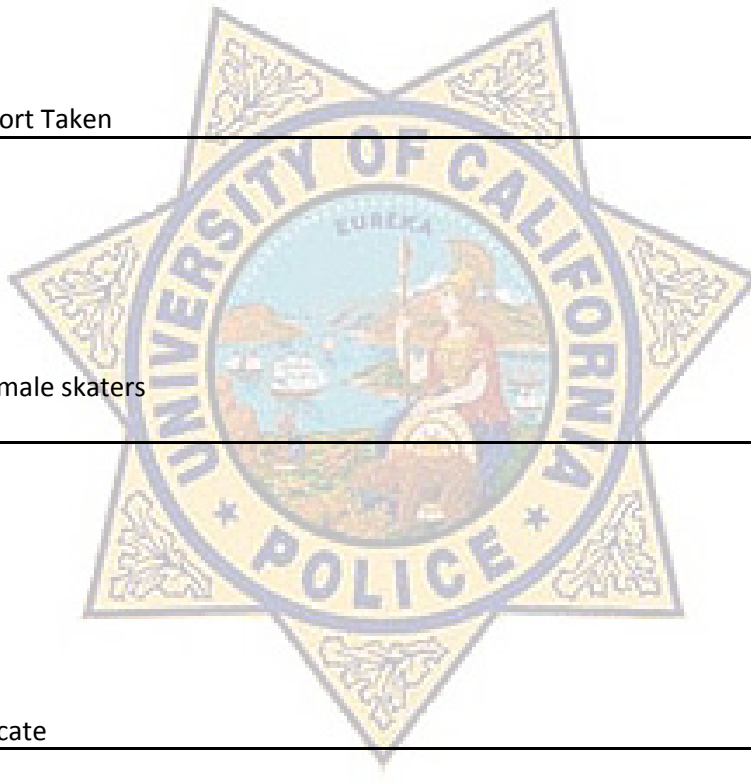 ort Taken
UNIVERSITY OF CALIFORNIA
EUREKA
male skaters
POLICE
cate